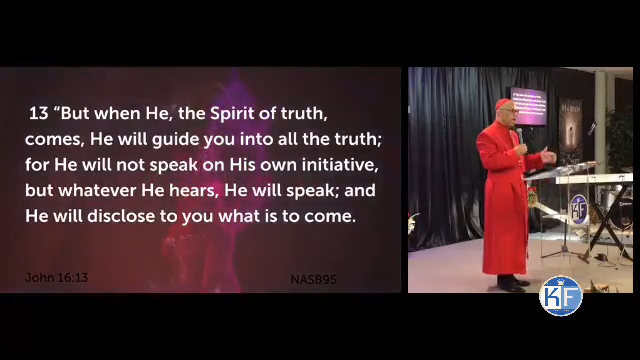 13 “But when He, the Spirit of truth,
comes, He will guide you into all the truth;
for He will not speak on His own initiative,
but whatever He hears, He will speak; and
He will disclose to you what is to come.
John 16:13
NASB95
KF
KF